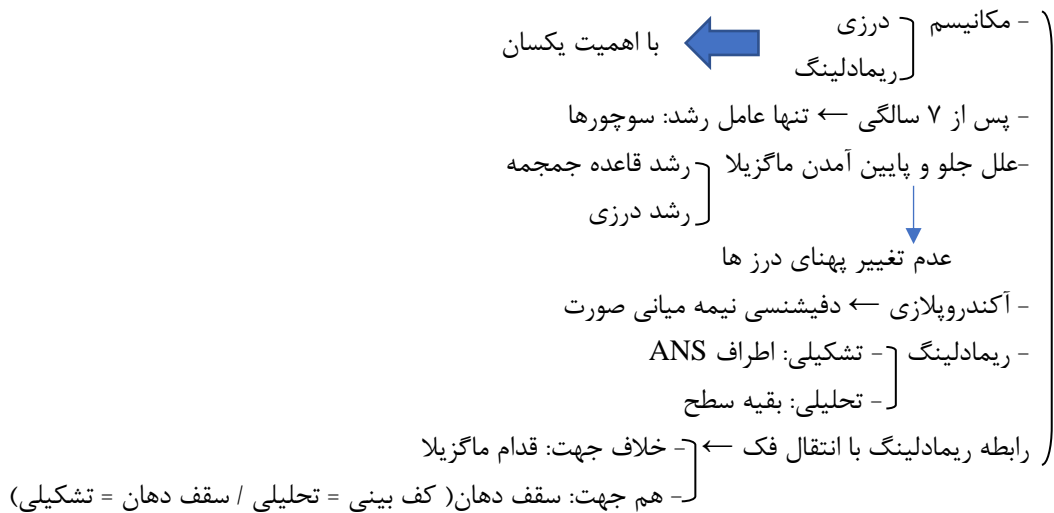 - مکانیسم درزی
ریمادلینگ
با اهمیت یکسان
- پس از ۷ سالگی ← تنها عامل رشد: سوچورها
-علل جلو و پایین آمدن ماگزیلا رشد قاعده جمجمه
رشد درزی
عدم تغییر پهنای درز ها
- آکندروپلازی ← دفیشنسی نیمه میانی صورت
- ریمادلینگ - تشکیلی: اطراف ANS
- تحلیلی: بقیه سطح
رابطه ریمادلینگ با انتقال فک ← - خلاف جهت: قدام ماگزیلا
- هم جهت: سقف دهان( کف بینی = تحلیلی / سقف دهان = تشکیلی)